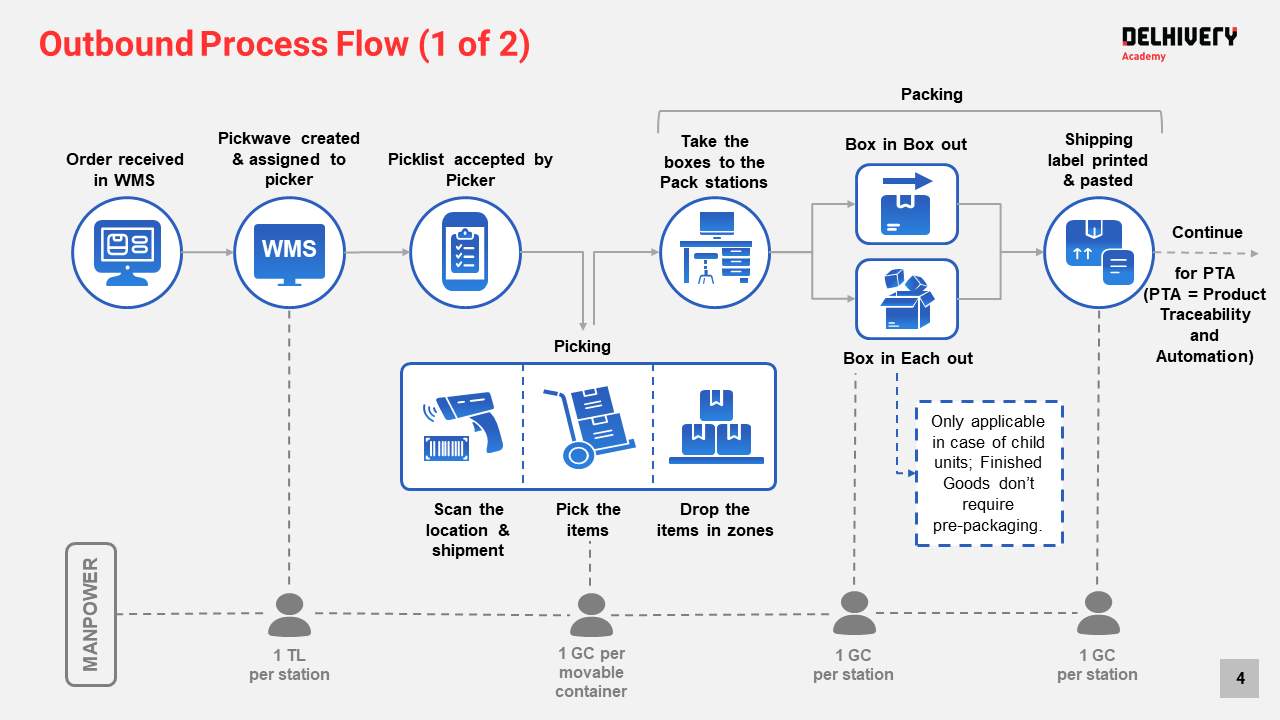 Outbound Process Flow (1 of 2)
DELHIVERY
Academy
Packing
Order received
in WMS
Pickwave created
& assigned to
picker
Picklist accepted by
Picker
Take the
boxes to the
Pack stations
Box in Box out
Shipping
label printed
& pasted
WMS
Continue
for PTA
(PTA = Product
Traceability
and
Automation)
Picking
Box in Each out
Scan the
location &
shipment
Pick the
items
Drop the
items in zones
Only applicable
in case of child
units; Finished
Goods don’t
require
pre-packaging.
MANPOWER
1 TL
per station
1 GC per
movable
container
1 GC
per station
1 GC
per station
4